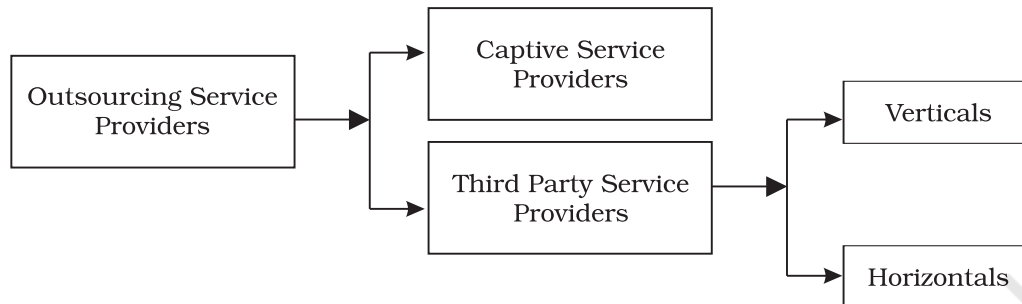 Outsourcing Service
Providers
Captive Service
Providers
Third Party Service
Providers
Verticals
Horizontals